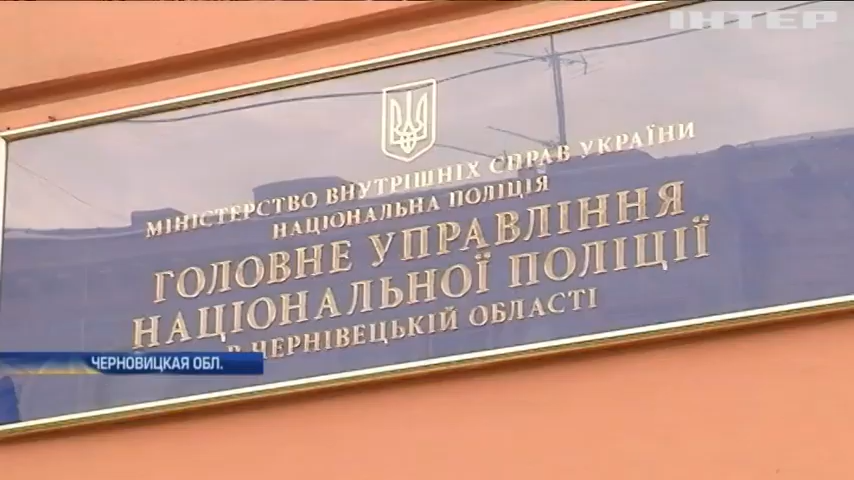 ІНТЕР
МІНІСТЕРСТВО ВНУТРІШНІХ СПРАВ УКРАЇНИ
НАЦІОНАЛЬНА ПОЛІЦІЯ
ГОЛОВНЕ УПРАВЛІННЯ
НАЦІОНАЛЬНОЇ ПОЛІЦІЇ
В ЧЕРНІВЕЦЬКІЙ ОБЛАСТІ
ЧЕРНОВИЦКАЯ ОБЛ.